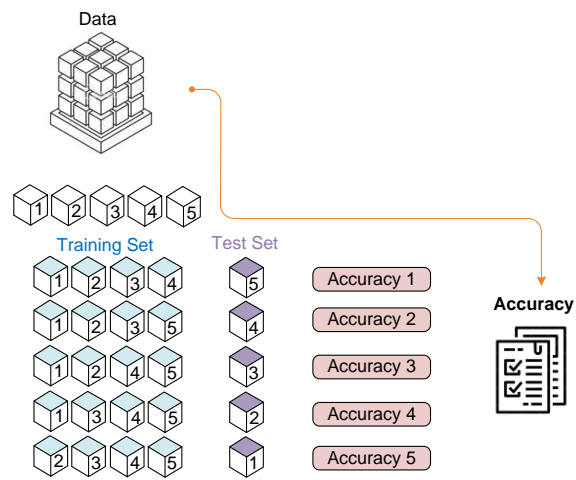 Data
1 2 3 4 5
Training Set Test Set
1 2 3 4 5 Accuracy 1
1 2 3 5 4 Accuracy 2
Accuracy
1 2 4 5 3 Accuracy 3
1 3 4 5 2 Accuracy 4
2 3 4 5 1 Accuracy 5